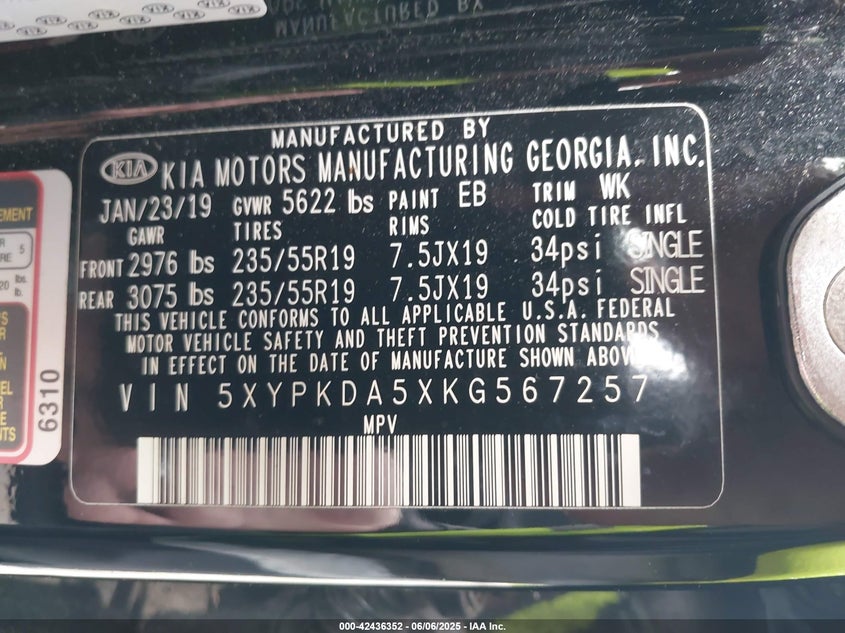 MANUFACTURED BY
KIA KIA MOTORS MANUFACTURING GEORGIA, INC.
JAN/23/19 GVWR 5622 lbs PAINT EB TRIM WK
GAWR TIRES RIMS COLD TIRE INFL
FRONT 2976 lbs 235/55R19 7.5JX19 34psi SINGLE
REAR 3075 lbs 235/55R19 7.5JX19 34psi SINGLE
THIS VEHICLE CONFORMS TO ALL APPLICABLE U.S.A. FEDERAL
MOTOR VEHICLE SAFETY AND THEFT PREVENTION STANDARDS
IN EFFECT ON THE DATE OF MANUFACTURE SHOWN ABOVE
VIN 5XYPKDA5XKG567257
MPV
6310
5
000-42436352 - 06/06/2025 - IAA Inc.